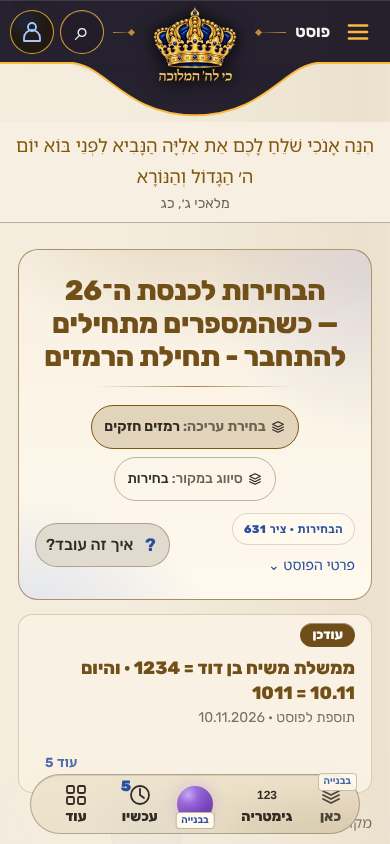 פוסט
כי לה' המלוכה
הִנֵּה אָנֹכִי שֹׁלֵחַ לָכֶם אֵת אֵלִיָּה הַנָּבִיא לִפְנֵי בּוֹא יוֹם
ה׳ הַגָּדוֹל וְהַנּוֹרָא
מלאכי ג׳, כג
הבחירות לכנסת ה־26
— כשהמספרים מתחילים
להתחבר - תחילת הרמזים
בחירת עריכה: רמזים חזקים
סיווג במקור: בחירות
הבחירות • ציר 631
? איך זה עובד?
פרטי הפוסט
עודכן
ממשלת משיח בן דוד = 1234 • והיום
10.11 = 1011
תוספת לפוסט • 10.11.2026
עוד 5
בבנייה
כאן
123
גימטריה
בבנייה
5
עכשיו
עוד